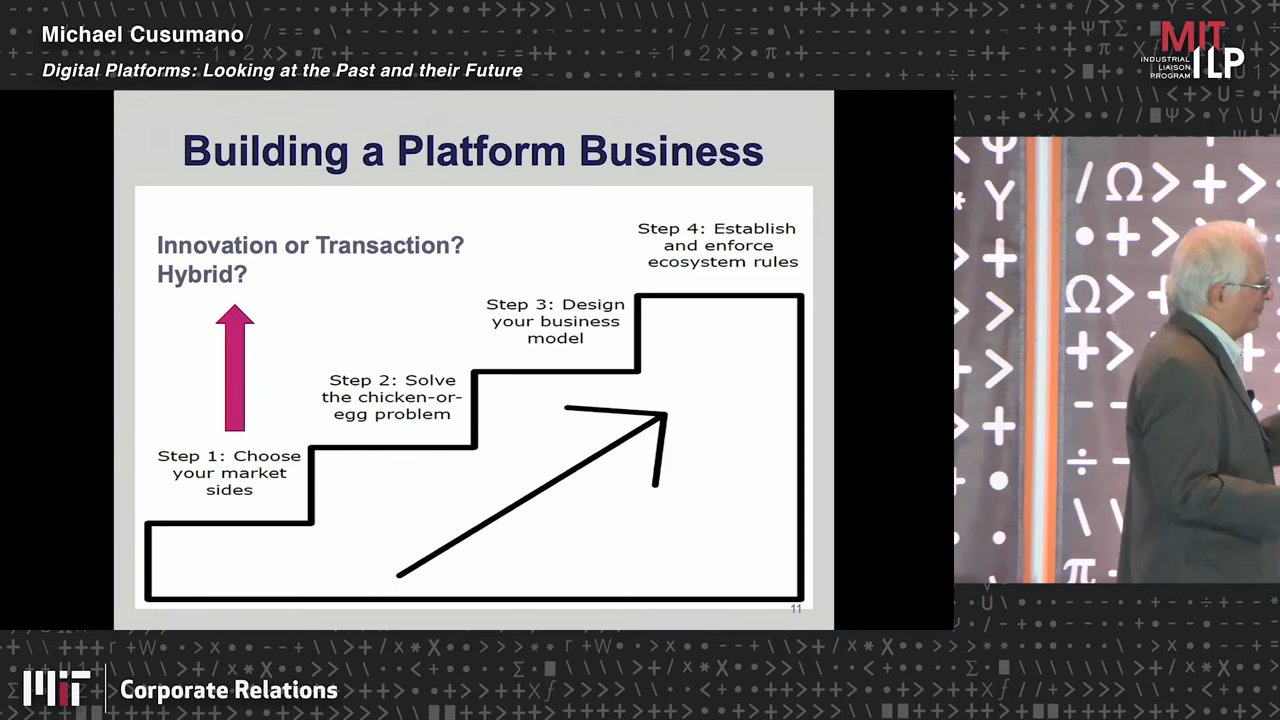 Michael Cusumano
Digital Platforms: Looking at the Past and their Future
MIT
INDUSTRIAL
LIAISON
PROGRAM
ILP
Building a Platform Business
Innovation or Transaction?
Hybrid?
Step 4: Establish
and enforce
ecosystem rules
Step 3: Design
your business
model
Step 2: Solve
the chicken-or-
egg problem
Step 1: Choose
your market
sides
11
MIT
Corporate Relations